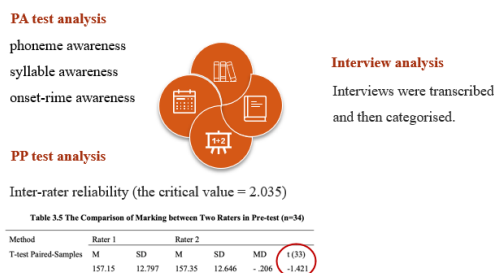 PA test analysis
phoneme awareness
syllable awareness
onset-rime awareness
PP test analysis
Inter-rater reliability (the critical value = 2.035)
Table 3.5 The Comparison of Marking between Two Raters in Pre-test (n=34)
Method Rater 1 Rater 2
T-test Paired-Samples M SD M SD MD t (33)
157.15 12.797 157.35 12.646 - .206 -1.421
1+2
Interview analysis
Interviews were transcribed
and then categorised.